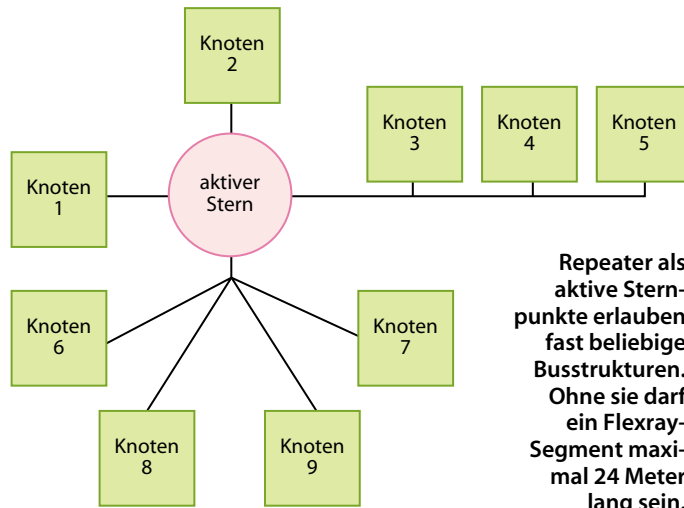 Knoten
2
Knoten
3
Knoten
4
Knoten
5
Knoten
1
aktiver
Stern
Knoten
6
Knoten
7
Knoten
8
Knoten
9
Repeater als
aktive Stern-
punkte erlauben
fast beliebige
Busstrukturen.
Ohne sie darf
ein Flexray-
Segment maxi-
mal 24 Meter
lang sein.